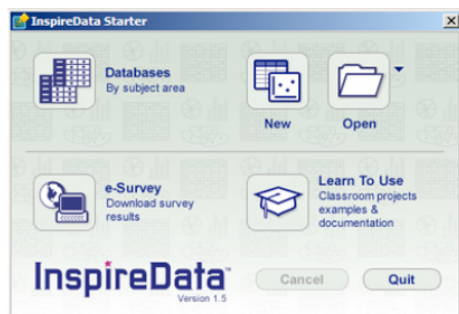 InspireData Starter
Databases
By subject area
New
Open
e-Survey
Download survey
results
Learn To Use
Classroom projects
examples &
documentation
InspireData™
Version 1.5
Cancel
Quit